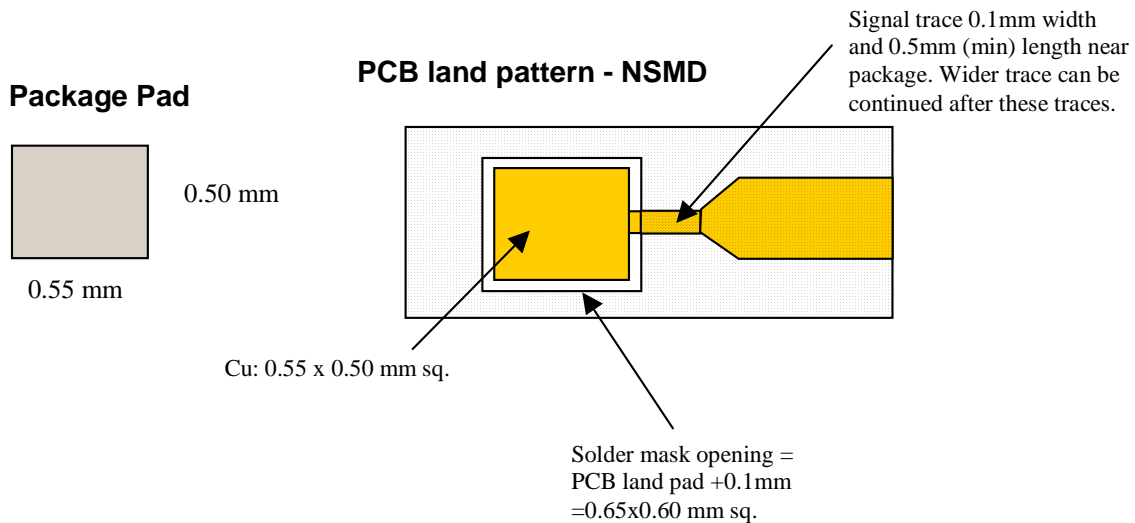 Signal trace 0.1mm width
and 0.5mm (min) length near
package. Wider trace can be
continued after these traces.
PCB land pattern - NSMD
Package Pad
0.50 mm
0.55 mm
Cu: 0.55 x 0.50 mm sq.
Solder mask opening =
PCB land pad +0.1mm
=0.65x0.60 mm sq.